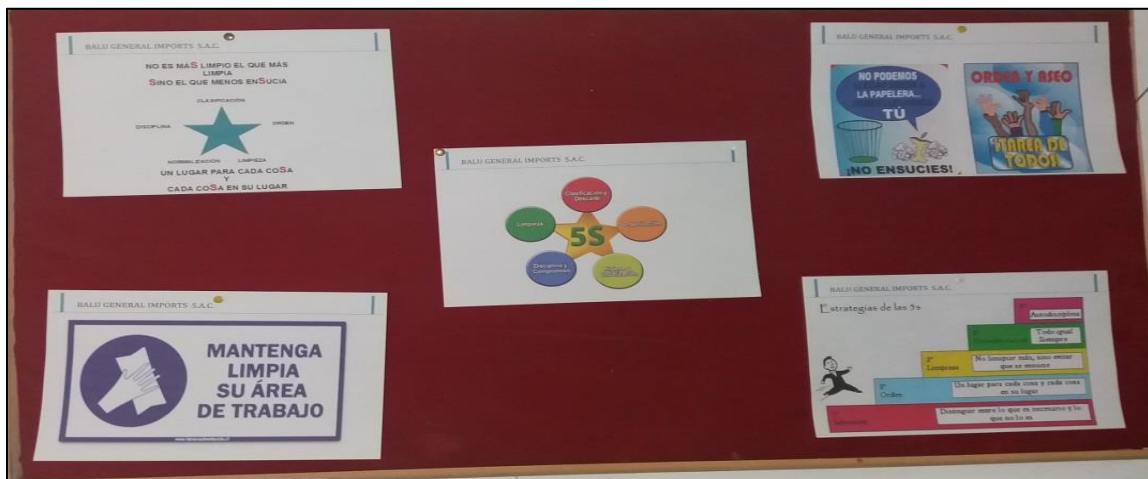 BALU GENERAL IMPORTS S.A.C.
NO ES MAS LIMPIO EL QUE MÁS
LIMPIA
SINO EL QUE MENOS ENSUCIA
CLASIFICACIÓN
DISCIPLINA
ORDEN
NORMALIZACIÓN
LIMPIEZA
UN LUGAR PARA CADA COSA
Y
CADA COSA EN SU LUGAR
BALU GENERAL IMPORTS S.A.C.
NO PODEMOS
LA PAPELERA...
TÚ
¡NO ENSUCIES!
ORDEN Y ASEO
¡TAREA DE
TODOS!
BALU GENERAL IMPORTS S.A.C.
Clasificación y
Descarte
Limpieza
5S
Disciplina y
Compromiso
BALU GENERAL IMPORTS S.A.C.
MANTENGA
LIMPIA
SU ÁREA
DE TRABAJO
BALU GENERAL IMPORTS S.A.C.
Estrategias de las 5s
Autodisciplina
Todo igual
Siempre
3º
Limpieza
No limpiar más, sino evitar
que se ensucie
2º
Orden
Un lugar para cada cosa y cada cosa
en su lugar
Distinguir entre lo que es necesario y lo
que no lo es